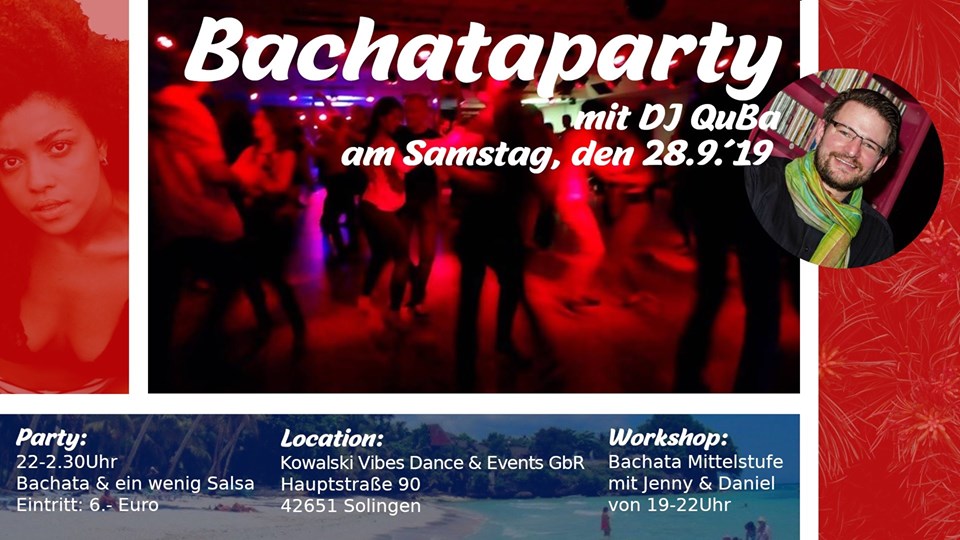 Bachataparty
mit DJ QuBa
am Samstag, den 28.9.´19
Party:
22-2.30Uhr
Bachata & ein wenig Salsa
Eintritt: 6.- Euro
Location:
Kowalski Vibes Dance & Events GbR
Hauptstraße 90
42651 Solingen
Workshop:
Bachata Mittelstufe
mit Jenny & Daniel
von 19-22Uhr